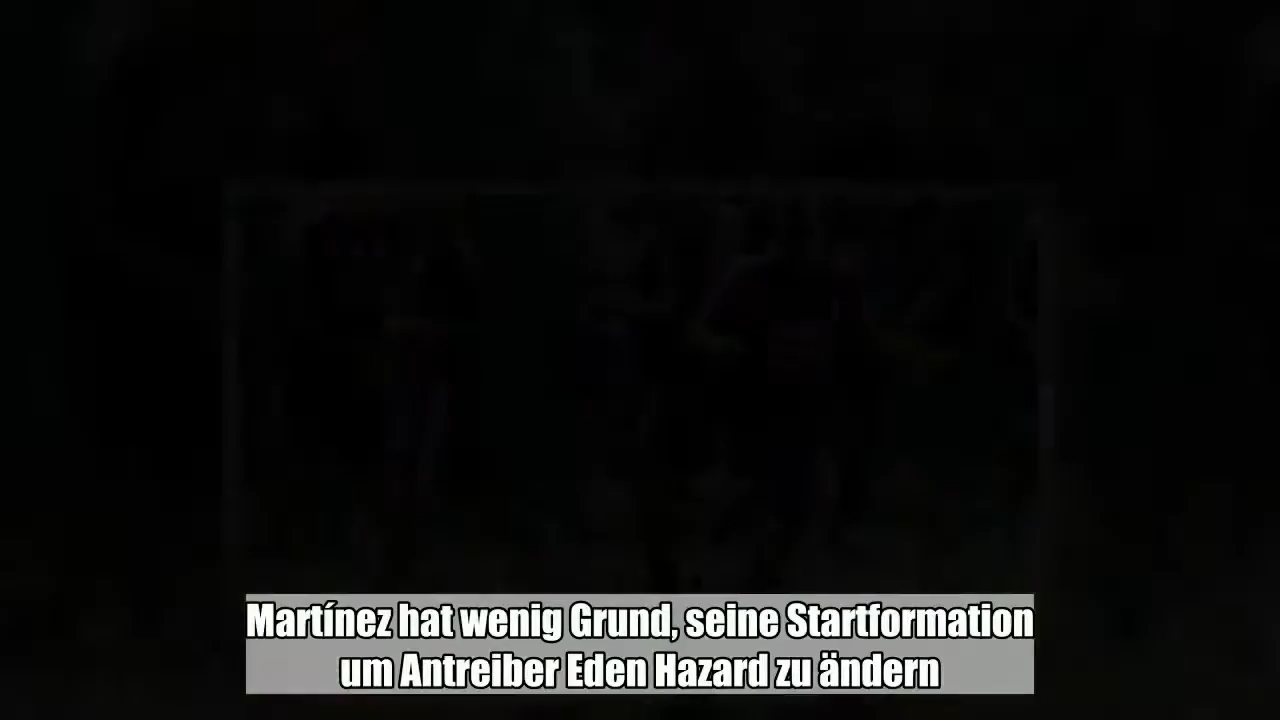 Martínez hat wenig Grund, seine Startformation
um Antreiber Eden Hazard zu ändern